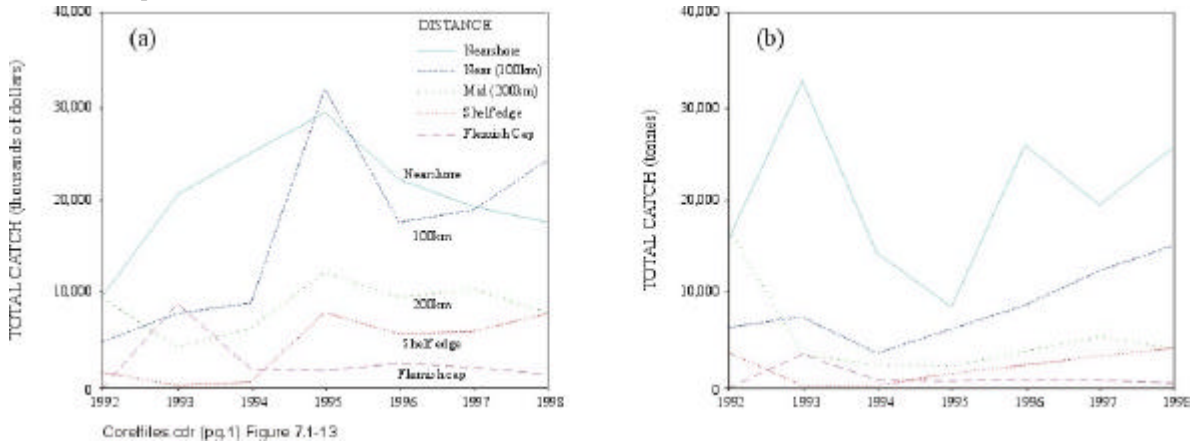 TOTAL CATCH (thousands of dollars)
40,000
30,000
20,000
10,000
0
(a)
DISTANCE
Nearshore
Near (100km)
Mid (200km)
Shelf edge
Flemish Cap
Nearshore
100km
200km
Shelf edge
Flemish cap
1992 1993 1994 1995 1996 1997 1998
TOTAL CATCH (tonnes)
40,000
30,000
20,000
10,000
0
(b)
1992 1993 1994 1995 1996 1997 1998
Corelfiles.cdr (pg.1) Figure 7.1-13